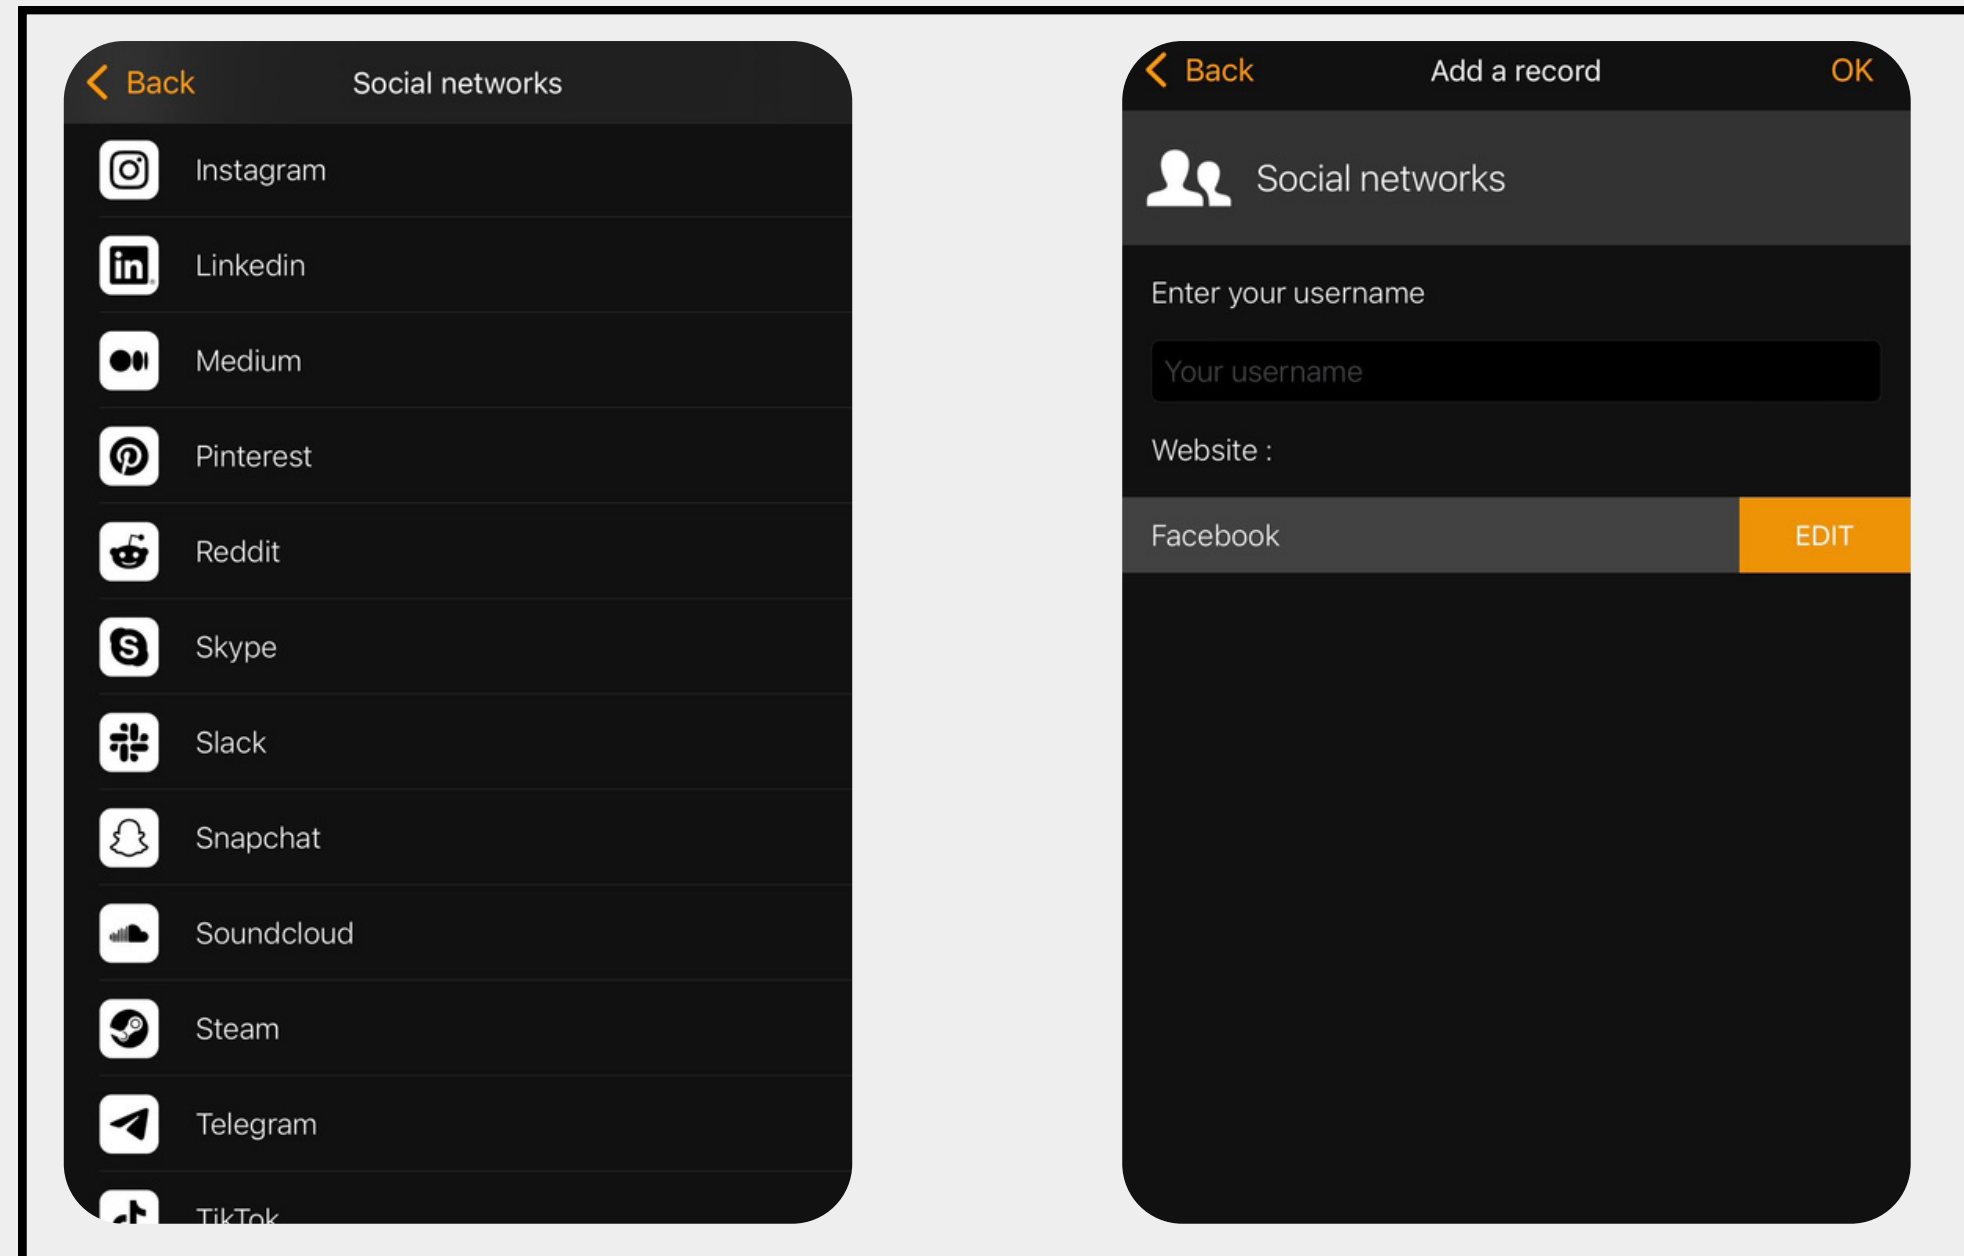 Back
Social networks
Instagram
in
Linkedin
Medium
Pinterest
Reddit
Skype
Slack
Snapchat
Soundcloud
Steam
Telegram
TikTok
Back
Add a record
OK
Social networks
Enter your username
Your username
Website :
Facebook
EDIT